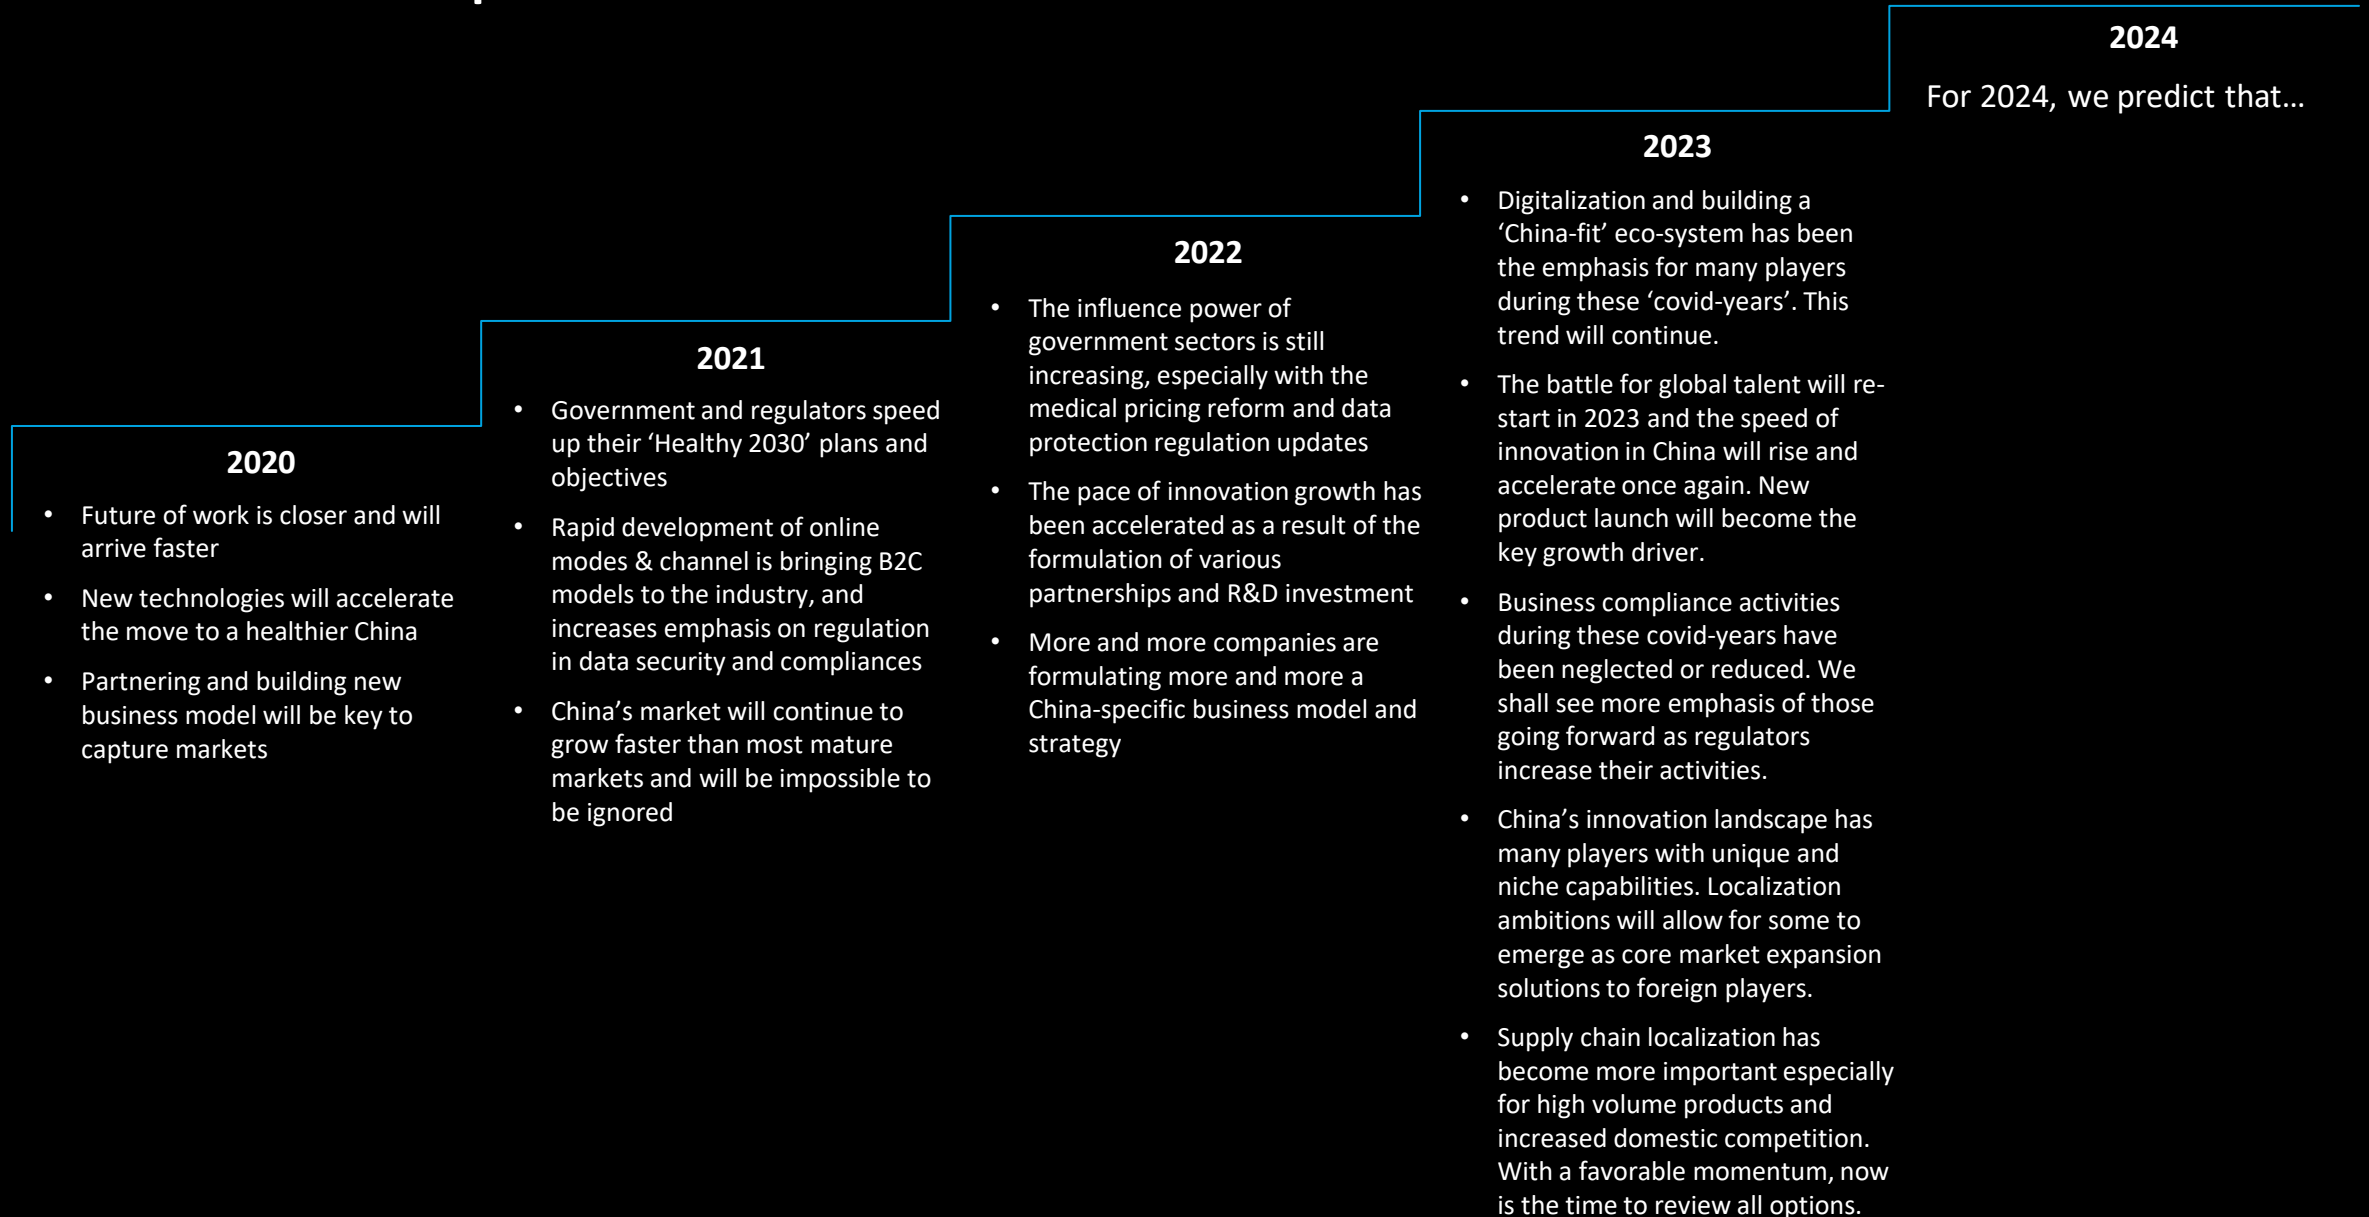 2020
• Future of work is closer and will
arrive faster
• New technologies will accelerate
the move to a healthier China
• Partnering and building new
business model will be key to
capture markets
2021
• Government and regulators speed
up their ‘Healthy 2030’ plans and
objectives
• Rapid development of online
modes & channel is bringing B2C
models to the industry, and
increases emphasis on regulation
in data security and compliances
• China’s market will continue to
grow faster than most mature
markets and will be impossible to
be ignored
2022
• The influence power of
government sectors is still
increasing, especially with the
medical pricing reform and data
protection regulation updates
• The pace of innovation growth has
been accelerated as a result of the
formulation of various
partnerships and R&D investment
• More and more companies are
formulating more and more a
China-specific business model and
strategy
2023
• Digitalization and building a
‘China-fit’ eco-system has been
the emphasis for many players
during these ‘covid-years’. This
trend will continue.
• The battle for global talent will re-
start in 2023 and the speed of
innovation in China will rise and
accelerate once again. New
product launch will become the
key growth driver.
• Business compliance activities
during these covid-years have
been neglected or reduced. We
shall see more emphasis of those
going forward as regulators
increase their activities.
• China’s innovation landscape has
many players with unique and
niche capabilities. Localization
ambitions will allow for some to
emerge as core market expansion
solutions to foreign players.
• Supply chain localization has
become more important especially
for high volume products and
increased domestic competition.
With a favorable momentum, now
is the time to review all options.
2024
For 2024, we predict that…